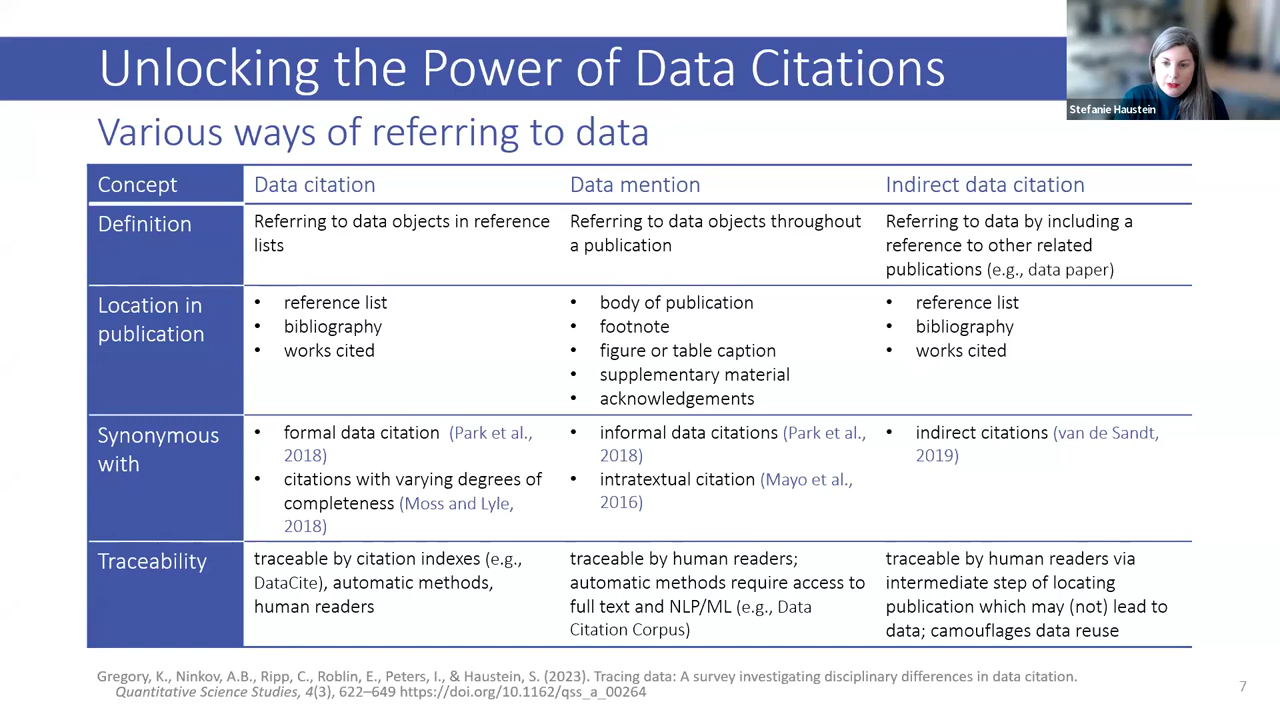 Unlocking the Power of Data Citations
Stefanie Haustein
Various ways of referring to data
Concept
Data citation
Data mention
Indirect data citation
Definition
Referring to data objects in reference
lists
Referring to data objects throughout
a publication
Referring to data by including a
reference to other related
publications (e.g., data paper)
Location in
publication
• reference list
• bibliography
• works cited
• body of publication
• footnote
• figure or table caption
• supplementary material
• acknowledgements
• reference list
• bibliography
• works cited
Synonymous
with
• formal data citation (Park et al.,
2018)
• citations with varying degrees of
completeness (Moss and Lyle,
2018)
• informal data citations (Park et al.,
2018)
• intratextual citation (Mayo et al.,
2016)
• indirect citations (van de Sandt,
2019)
Traceability
traceable by citation indexes (e.g.,
DataCite), automatic methods,
human readers
traceable by human readers;
automatic methods require access to
full text and NLP/ML (e.g., Data
Citation Corpus)
traceable by human readers via
intermediate step of locating
publication which may (not) lead to
data; camouflages data reuse
Gregory, K., Ninkov, A.B., Ripp, C., Roblin, E., Peters, I., & Haustein, S. (2023). Tracing data: A survey investigating disciplinary differences in data citation.
Quantitative Science Studies, 4(3), 622–649 https://doi.org/10.1162/qss_a_00264
7